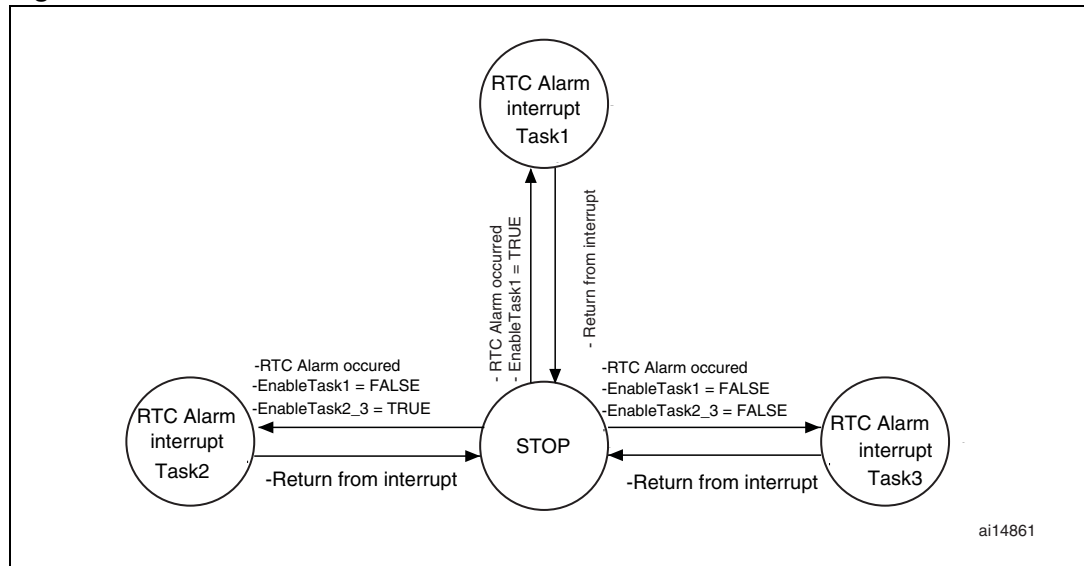 RTC Alarm
interrupt
Task1
- RTC Alarm occurred
- EnableTask1 = TRUE
- Return from interrupt
-RTC Alarm occured
-EnableTask1 = FALSE
-EnableTask2_3 = TRUE
-RTC Alarm occured
-EnableTask1 = FALSE
-EnableTask2_3 = FALSE
RTC Alarm
interrupt
Task2
STOP
RTC Alarm
interrupt
Task3
-Return from interrupt
-Return from interrupt
ai14861